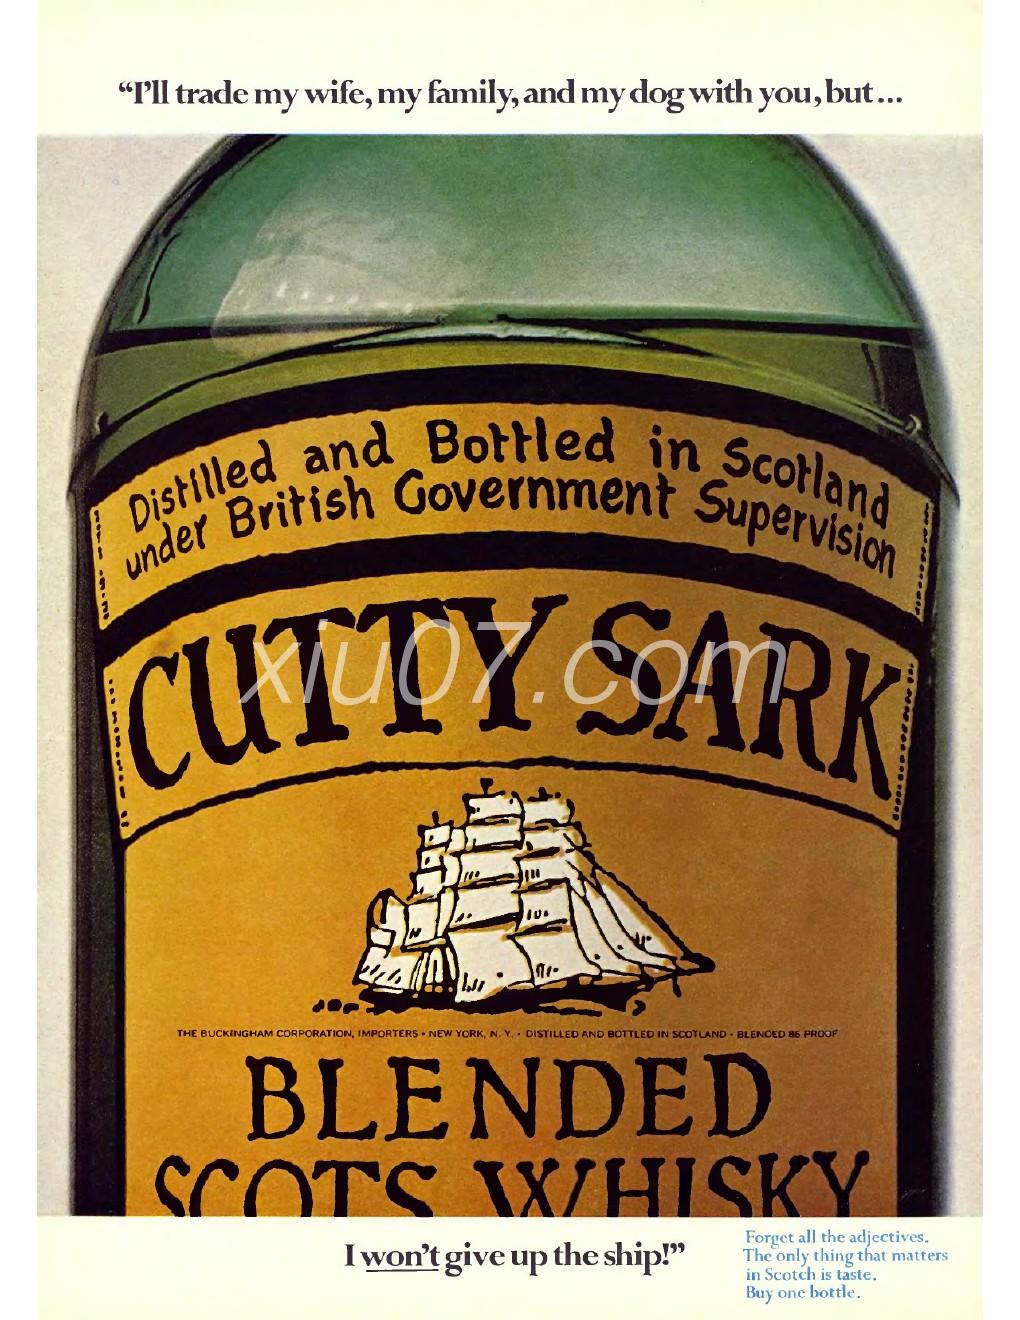 “I’ll trade my wife, my family, and my dog with you, but...
Distilled and Bottled in Scotland
under British Government Supervision
CUTTY SARK
xiu07.com
THE BUCKINGHAM CORPORATION, IMPORTERS • NEW YORK, N. Y. • DISTILLED AND BOTTLED IN SCOTLAND • BLENDED 86 PROOF
BLENDED
SCOTS WHISKY
I won’t give up the ship!”
Forget all the adjectives.
The only thing that matters
in Scotch is taste.
Buy one bottle.